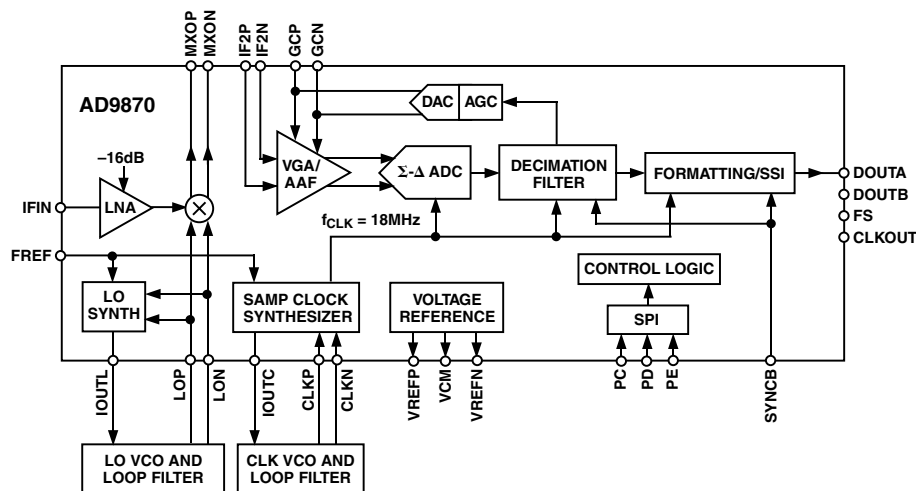 MXOP
MXON
IF2P
IF2N
GCP
GCN
AD9870
DAC
AGC
–16dB
LNA
VGA/
AAF
Σ-Δ ADC
DECIMATION
FILTER
FORMATTING/SSI
DOUTA
DOUTB
FS
CLKOUT
IFIN
fCLK = 18MHz
FREF
LO
SYNTH
SAMP CLOCK
SYNTHESIZER
VOLTAGE
REFERENCE
CONTROL LOGIC
SPI
IOUTL
LOP
LON
IOUTC
CLKP
CLKN
VREFP
VCM
VREFN
PC
PD
PE
SYNCB
LO VCO AND
LOOP FILTER
CLK VCO AND
LOOP FILTER